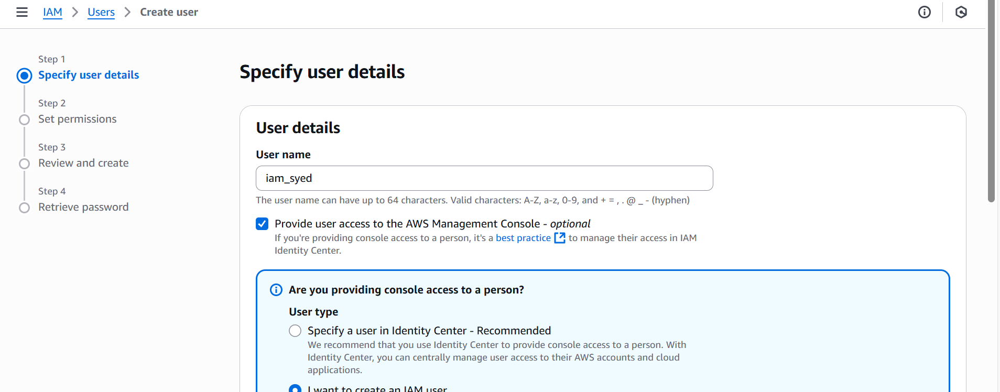 IAM > Users > Create user
Step 1
Specify user details
Step 2
Set permissions
Step 3
Review and create
Step 4
Retrieve password
Specify user details
User details
User name
iam_syed
The user name can have up to 64 characters. Valid characters: A-Z, a-z, 0-9, and + = , . @ _ - (hyphen)
Provide user access to the AWS Management Console - optional
If you're providing console access to a person, it's a best practice to manage their access in IAM
Identity Center.
Are you providing console access to a person?
User type
Specify a user in Identity Center - Recommended
We recommend that you use Identity Center to provide console access to a person. With
Identity Center, you can centrally manage user access to their AWS accounts and cloud
applications.
I want to create an IAM user